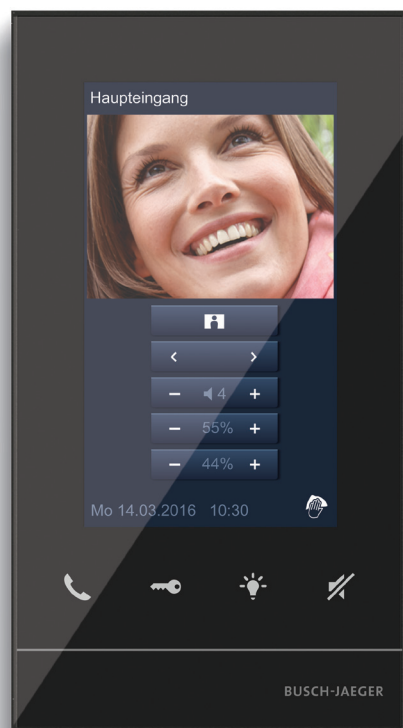 Haupteingang
< >
- 4 +
- 55% +
- 44% +
Mo 14.03.2016 10:30
BUSCH-JAEGER